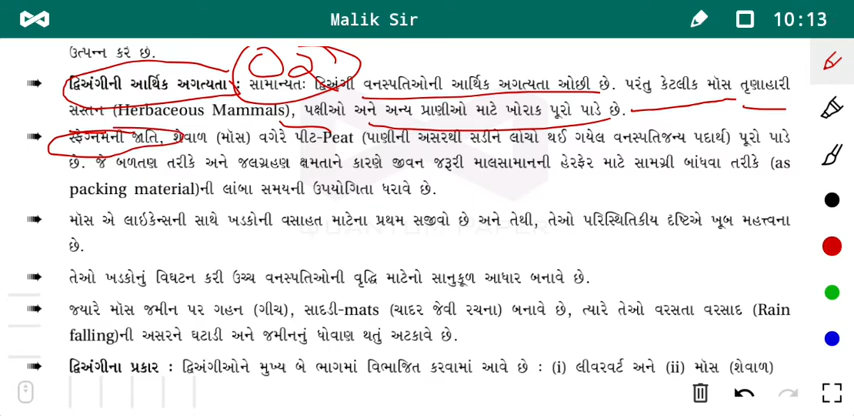 Malik Sir
10:13
ઉત્પન્ન કરે છે.
દ્વિઅંગીની આર્થિક અગત્યતા : સામાન્યતઃ દ્વિઅંગી વનસ્પતિઓની આર્થિક અગત્યતા ઓછી છે. પરંતુ કેટલીક મૉસ તૃણાહારી
02
સસ્તન (Herbaceous Mammals), પક્ષીઓ અને અન્ય પ્રાણીઓ માટે ખોરાક પૂરો પાડે છે.
સ્ફેગ્નમની જાતિ, શેવાળ (મૉસ) વગેરે પીટ-Peat (પાણીની અસરથી સડીને લોચો થઈ ગયેલ વનસ્પતિજન્ય પદાર્થ) પૂરો પાડે
છે. જે બળતણ તરીકે અને જલગ્રહણ ક્ષમતાને કારણે જીવન જરૂરી માલસામાનની હેરફેર માટે સામગ્રી બાંધવા તરીકે (as
packing material)ની લાંબા સમયની ઉપયોગિતા ધરાવે છે.
મૉસ એ લાઇકેન્સની સાથે ખડકોની વસાહત માટેના પ્રથમ સજીવો છે અને તેથી, તેઓ પરિસ્થિતિકીય દૃષ્ટિએ ખૂબ મહત્ત્વના
QUANTUM PAPER
છે.
તેઓ ખડકોનું વિઘટન કરી ઉચ્ચ વનસ્પતિઓની વૃદ્ધિ માટેનો સાનુકૂળ આધાર બનાવે છે.
જ્યારે મૉસ જમીન પર ગહન (ગીચ), સાદડી-mats (ચાદર જેવી રચના) બનાવે છે, ત્યારે તેઓ વરસતા વરસાદ (Rain
falling)ની અસરને ઘટાડી અને જમીનનું ધોવાણ થતું અટકાવે છે.
દ્વિઅંગીના પ્રકાર : દ્વિઅંગીઓને મુખ્ય બે ભાગમાં વિભાજિત કરવામાં આવે છે : (i) લીવરવર્ટ અને (ii) મૉસ (શેવાળ)